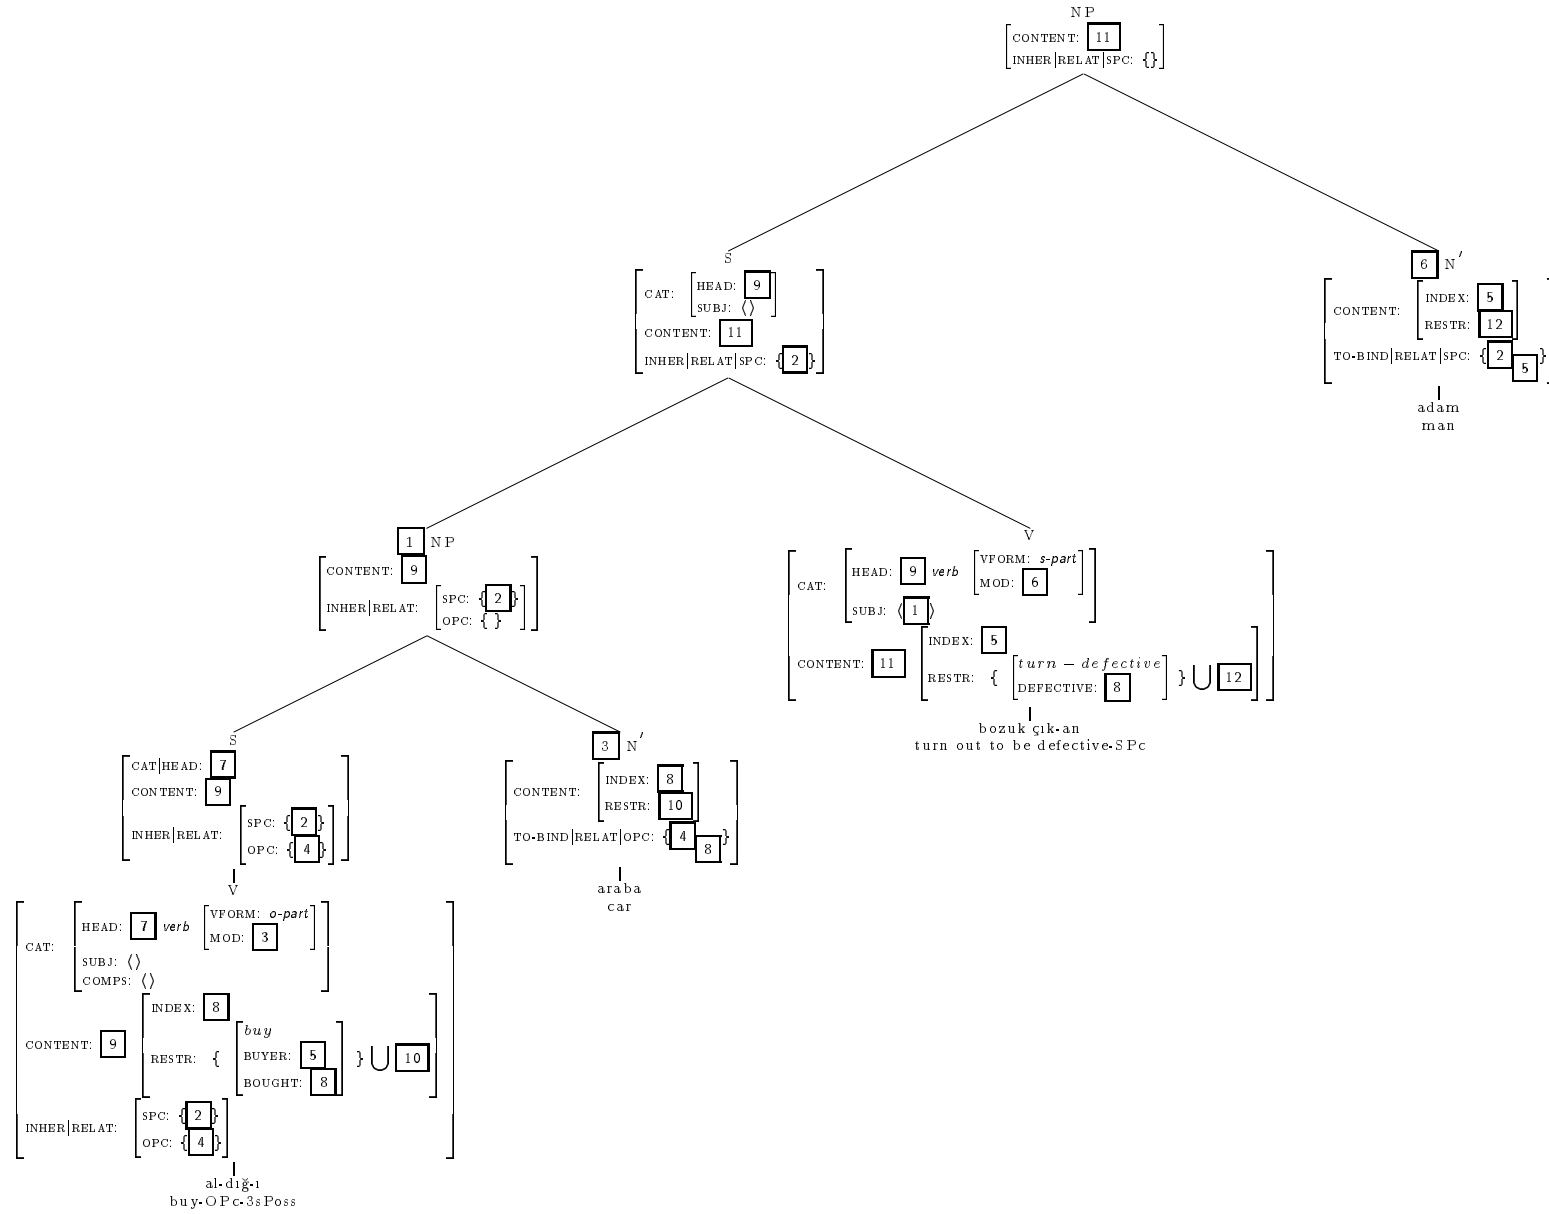 NP
CONTENT: 11
INHER|RELAT|SPC: {}
S
CAT: HEAD: 9
SUBJ: ⟨⟩
CONTENT: 11
INHER|RELAT|SPC: {2}
6 N′
CONTENT: INDEX: 5
RESTR: 12
TO-BIND|RELAT|SPC: {2 5}
adam
man
1 NP
CONTENT: 9
INHER|RELAT: SPC: {2}
OPC: { }
V
CAT: HEAD: 9 verb VFORM: s-part
MOD: 6
SUBJ: ⟨1⟩
CONTENT: 11 INDEX: 5
RESTR: { turn − defective
DEFECTIVE: 8 } ⋃ 12
bozuk çık-an
turn out to be defective-SPc
S
CAT|HEAD: 7
CONTENT: 9
INHER|RELAT: SPC: {2}
OPC: {4}
3 N′
CONTENT: INDEX: 8
RESTR: 10
TO-BIND|RELAT|OPC: {4 8}
araba
car
V
CAT: HEAD: 7 verb VFORM: o-part
MOD: 3
SUBJ: ⟨⟩
COMPS: ⟨⟩
CONTENT: 9 INDEX: 8
RESTR: { buy
BUYER: 5
BOUGHT: 8 } ⋃ 10
INHER|RELAT: SPC: {2}
OPC: {4}
al-dığ-ı
buy-OPc-3sPoss